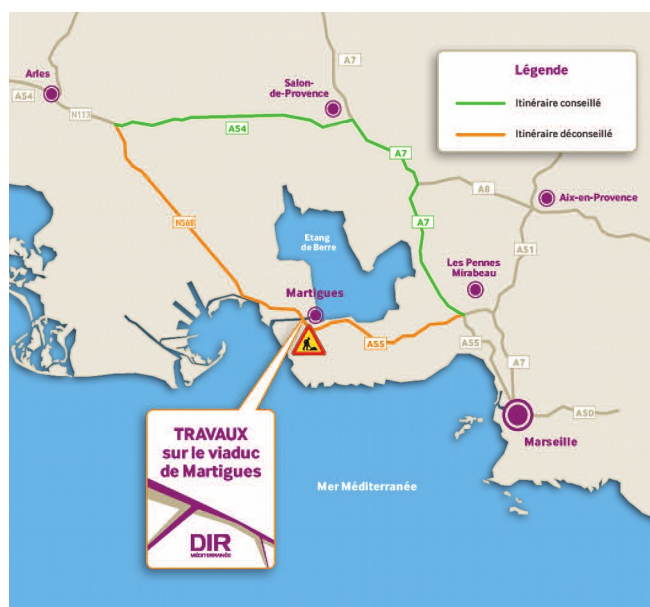 A7
Arles
A54
N113
Salon-
de-Provence
Légende
Itinéraire conseillé
Itinéraire déconseillé
A54
A7
A7
A8
Aix-en-Provence
A51
N568
Etang
de Berre
Les Pennes
Mirabeau
Martigues
A55
A55
A7
A50
Marseille
TRAVAUX
sur le viaduc
de Martigues
DIR
MÉDITERRANÉE
Mer Méditerranée